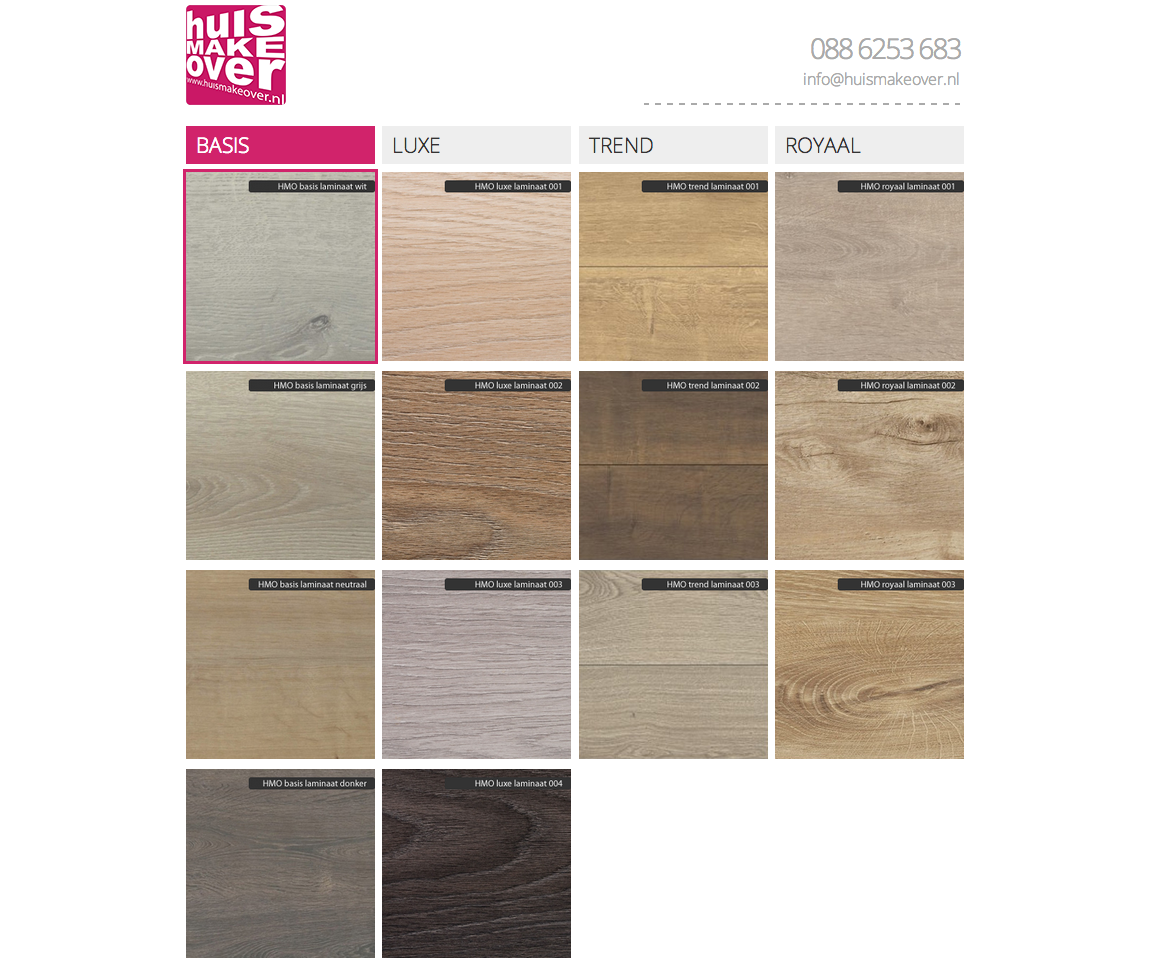 huis
MAKE
over
www.huismakeover.nl
088 6253 683
info@huismakeover.nl
BASIS
LUXE
TREND
ROYAAL
HMO basis laminaat wit
HMO luxe laminaat 001
HMO trend laminaat 001
HMO royaal laminaat 001
HMO basis laminaat grijs
HMO luxe laminaat 002
HMO trend laminaat 002
HMO royaal laminaat 002
HMO basis laminaat neutraal
HMO luxe laminaat 003
HMO trend laminaat 003
HMO royaal laminaat 003
HMO basis laminaat donker
HMO luxe laminaat 004